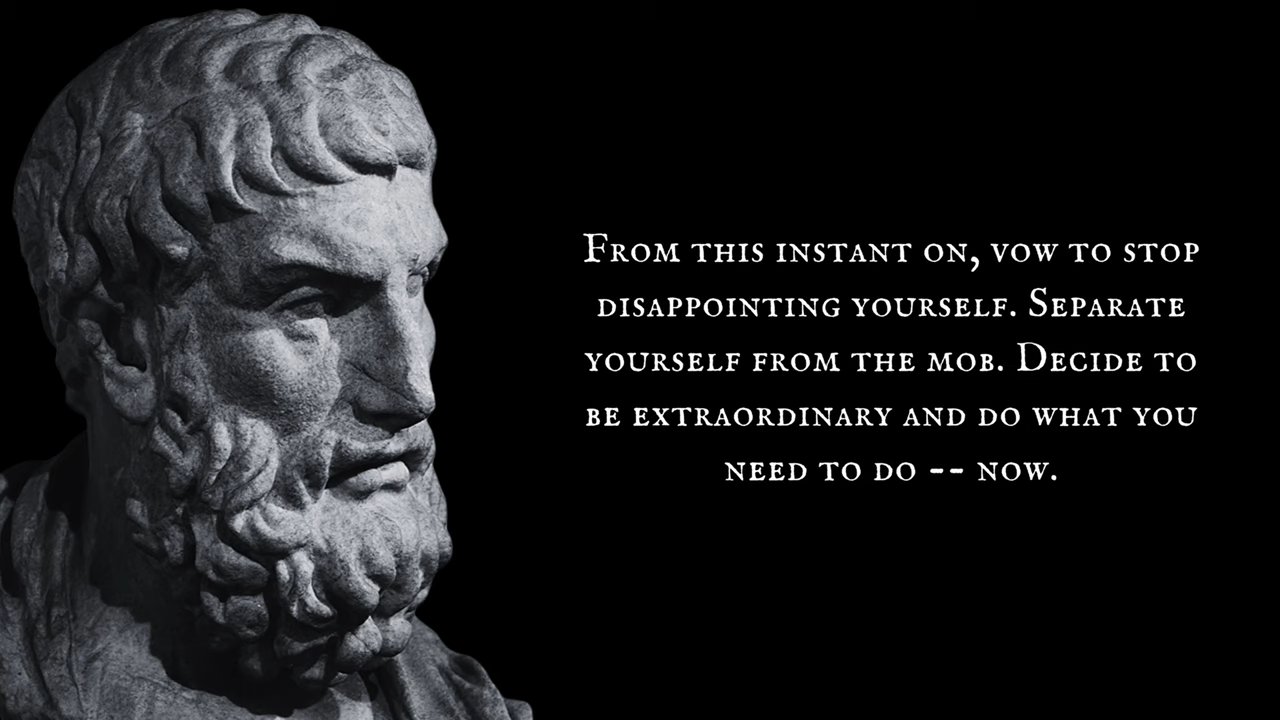 From this instant on, vow to stop
disappointing yourself. Separate
yourself from the mob. Decide to
be extraordinary and do what you
need to do -- now.